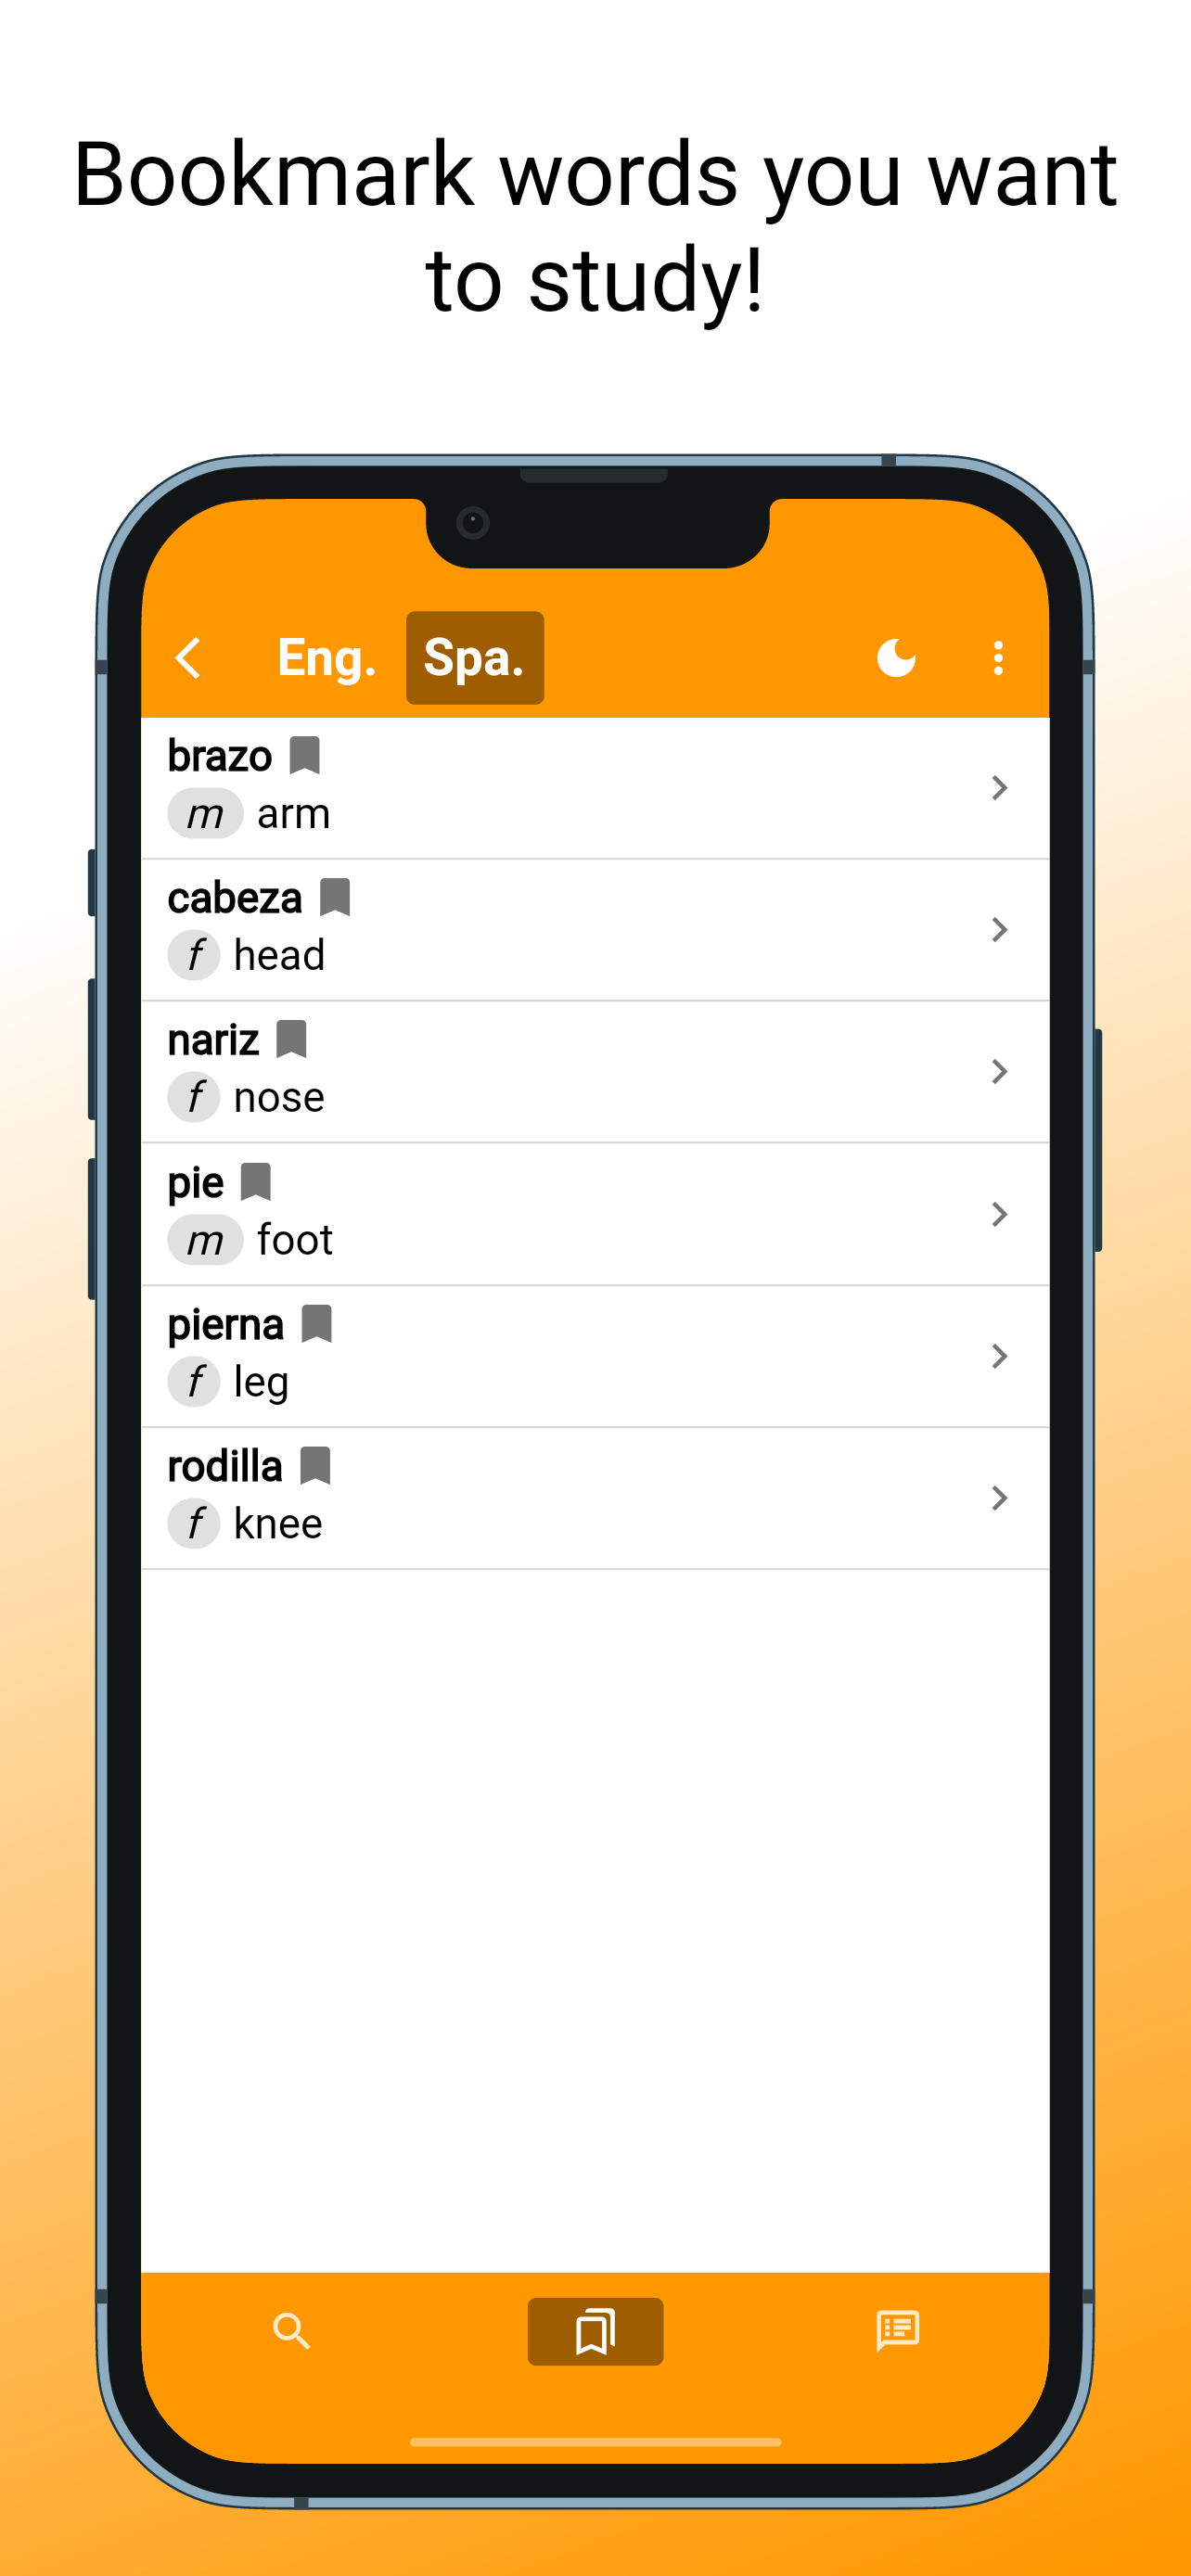 Bookmark words you want
to study!
Eng. Spa.
brazo
m arm
cabeza
f head
nariz
f nose
pie
m foot
pierna
f leg
rodilla
f knee